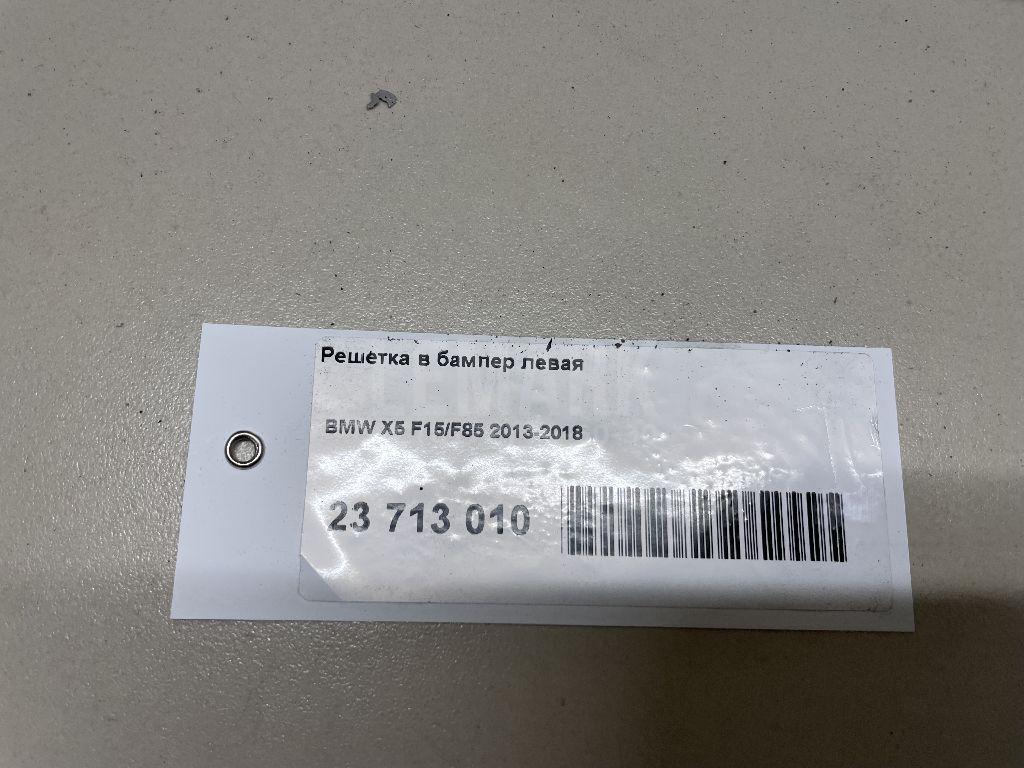 Решетка в бампер левая
BMW X5 F15/F85 2013-2018
23 713 010